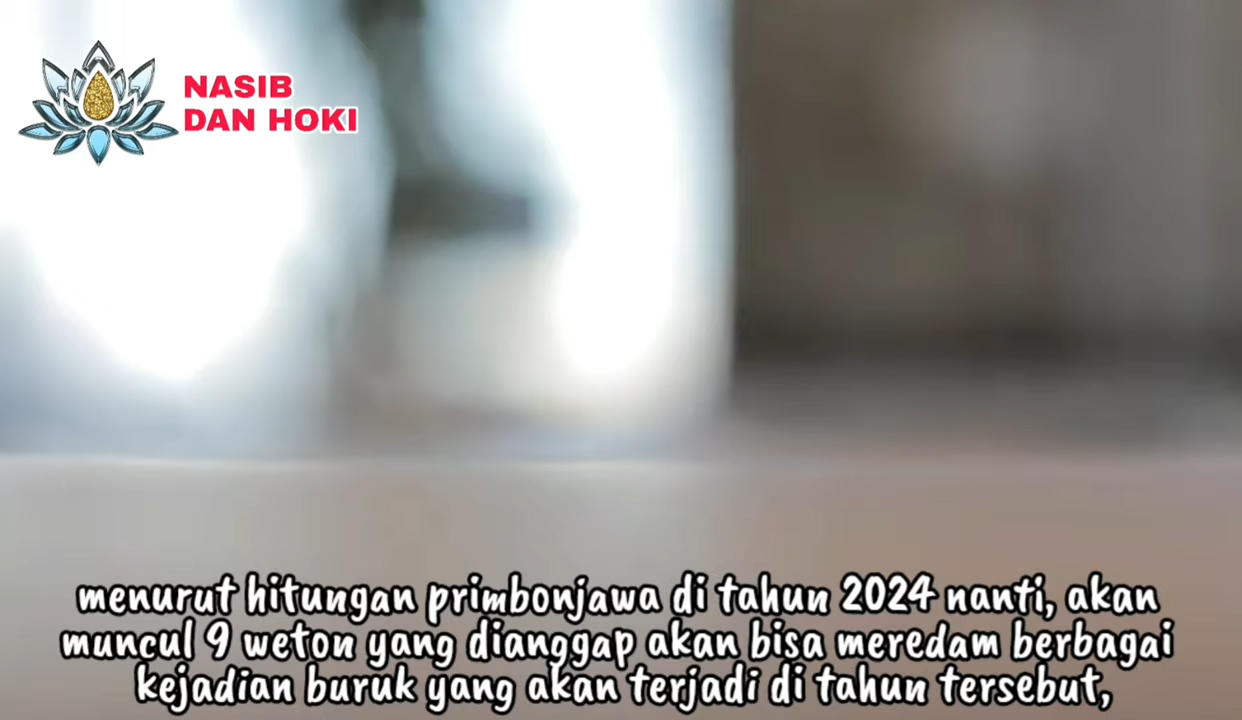 NASIB
DAN HOKI
menurut hitungan primbonjawa di tahun 2024 nanti, akan
muncul 9 weton yang dianggap akan bisa meredam berbagai
kejadian buruk yang akan terjadi di tahun tersebut,